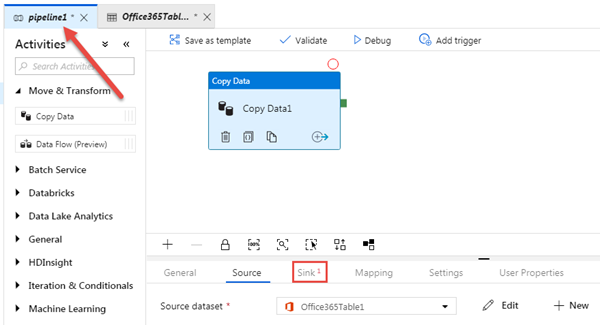 pipeline1 * Office365Tabl... *
Activities
Save as template Validate Debug Add trigger
Search Activities
Move & Transform
Copy Data
Data Flow (Preview)
Batch Service
Databricks
Data Lake Analytics
General
HDInsight
Iteration & Conditionals
Machine Learning
Copy Data
Copy Data1
100%
General Source Sink 1 Mapping Settings User Properties
Source dataset * Office365Table1 Edit + New